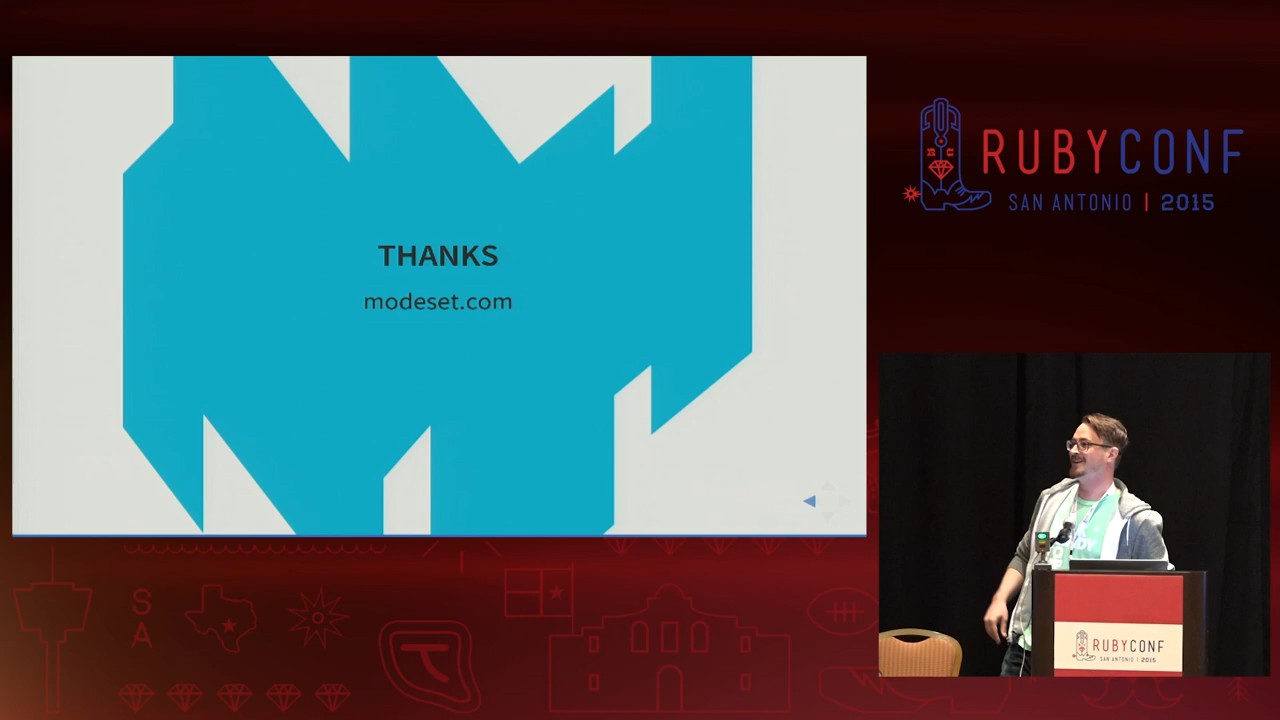 THANKS
modeset.com
RUBYCONF
SAN ANTONIO | 2015
R C
S
A
RUBYCONF
SAN ANTONIO | 2015